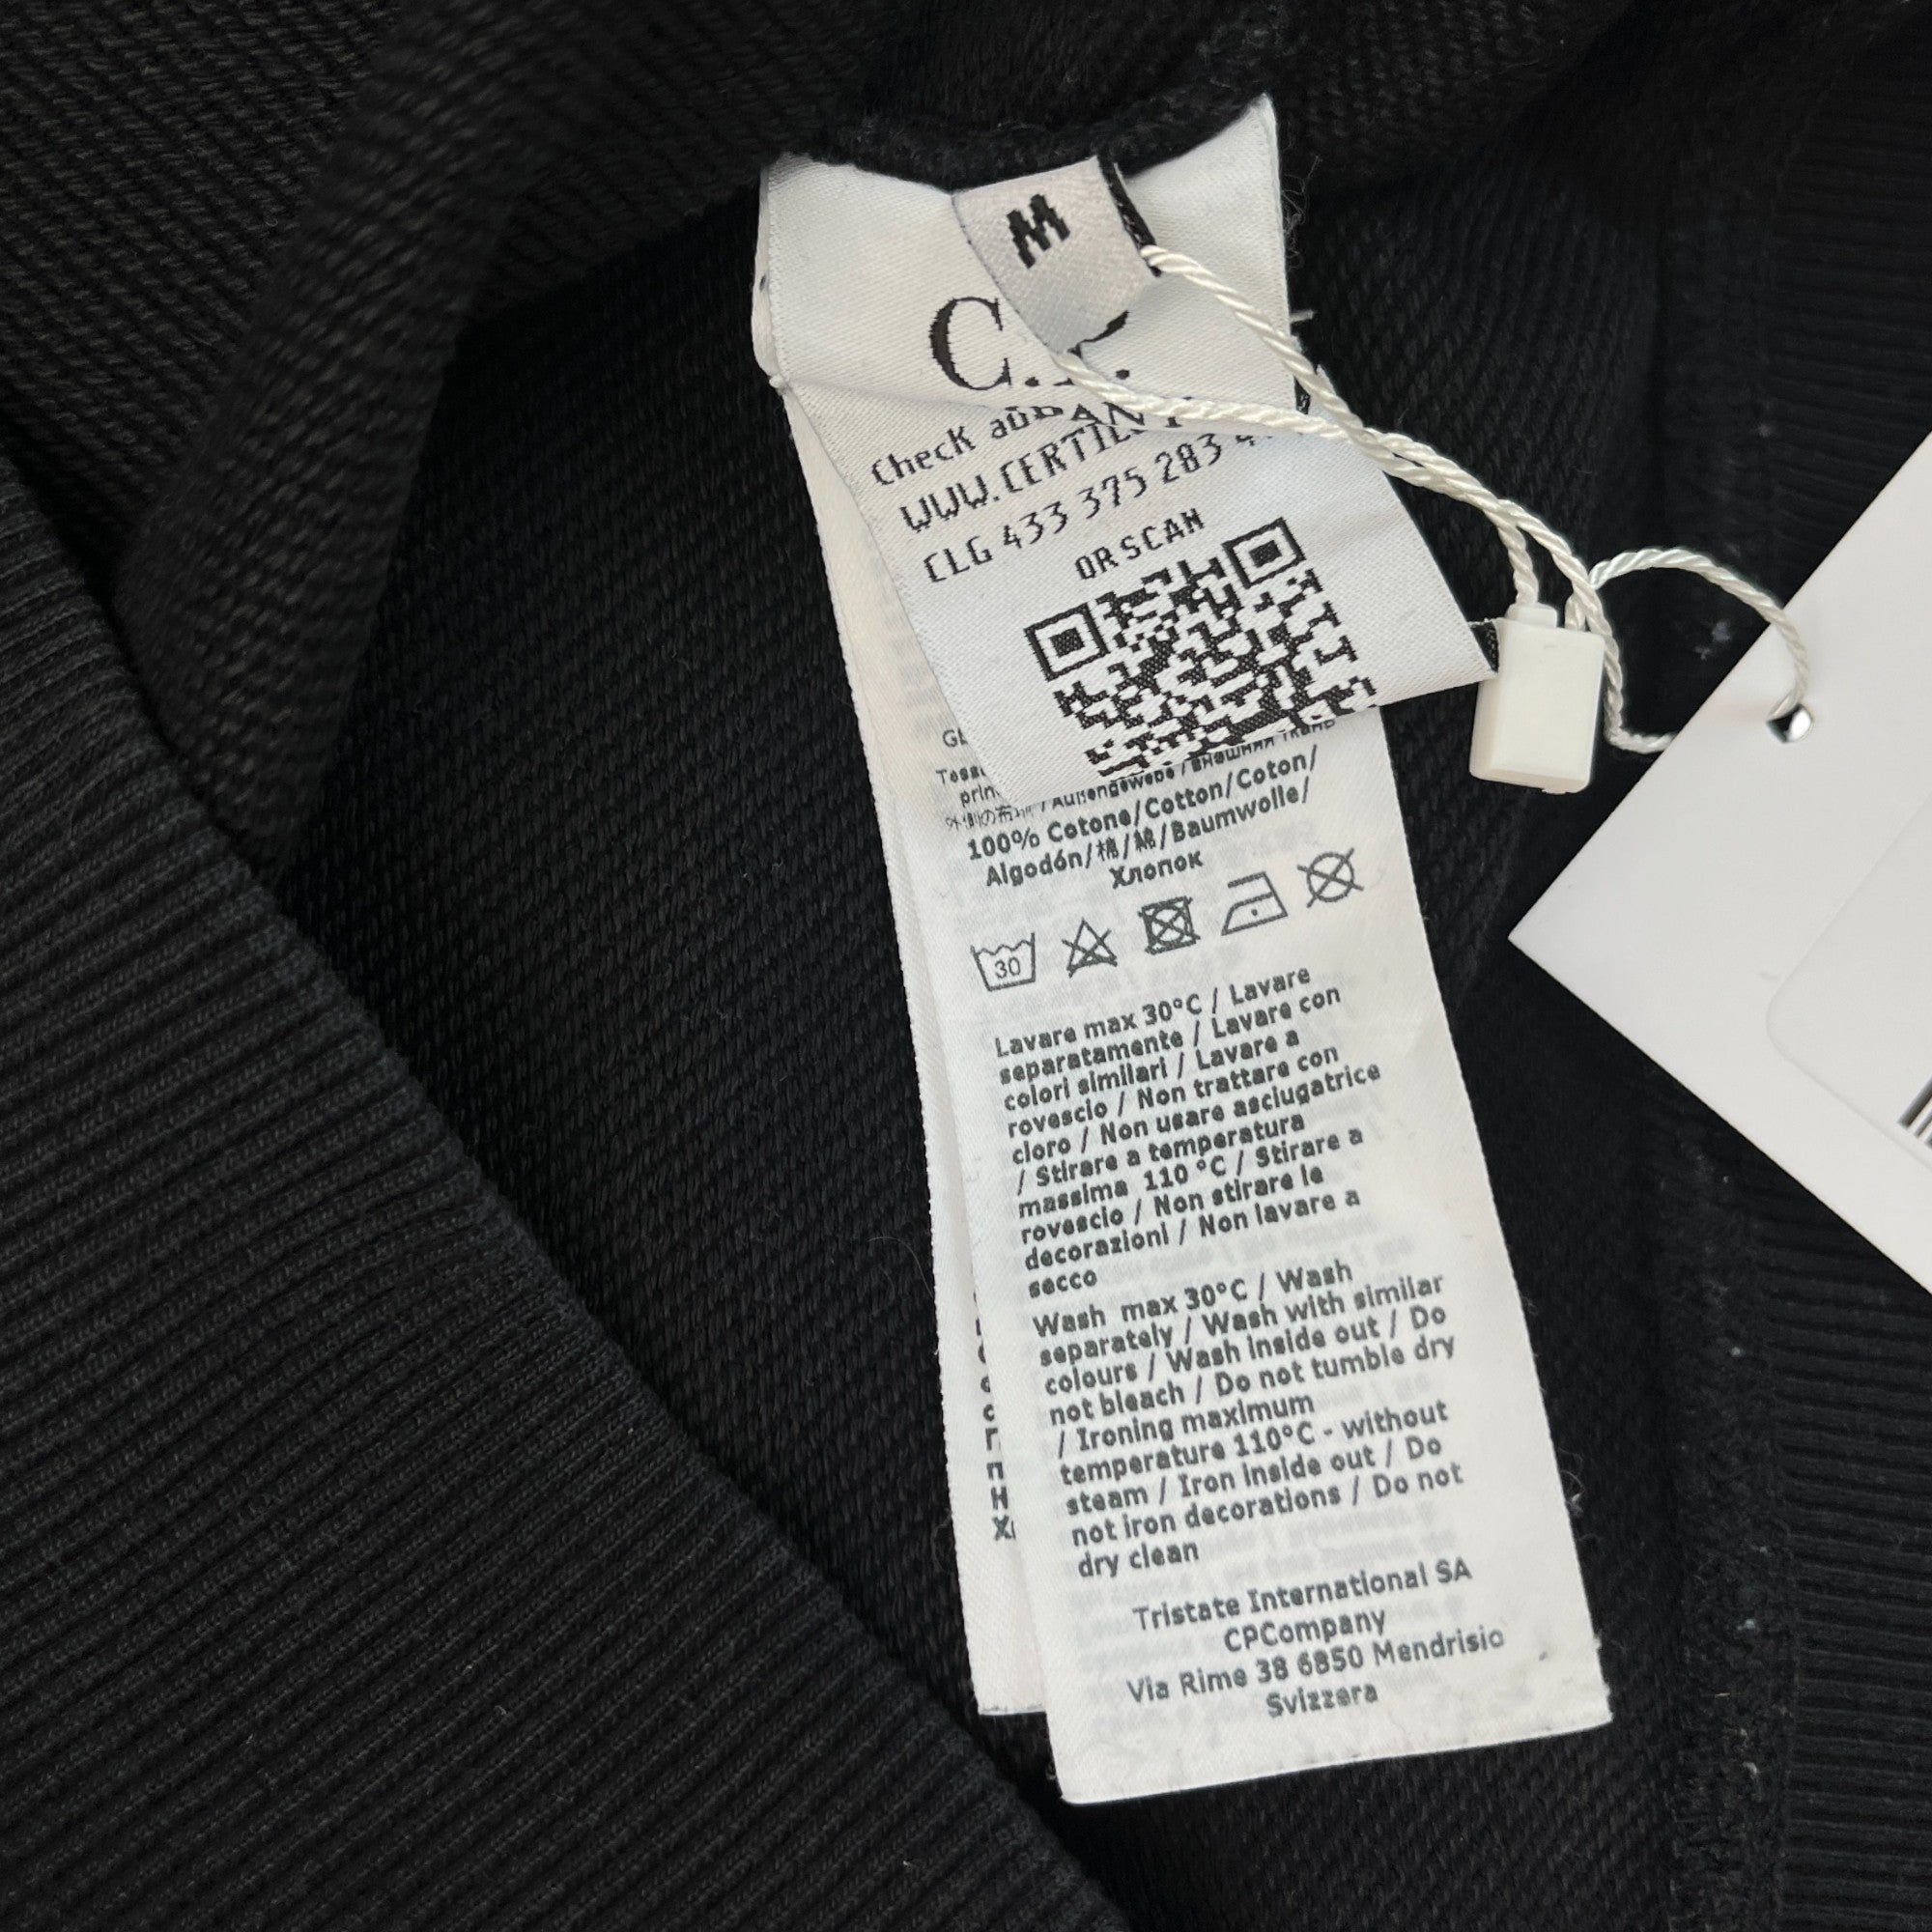 M
C.
Check
WWW.CERTIL
CLG 433 375 283
OR SCAN
100% Cotone/Cotton/Coton/
Algodón/棉/綿/Baumwolle/
Хлопок
30
Lavare max 30°C / Lavare
separatamente / Lavare con
colori similari / Lavare a
rovescio / Non trattare con
cloro / Non usare asciugatrice
/ Stirare a temperatura
massima 110 °C / Stirare a
rovescio / Non stirare le
decorazioni / Non lavare a
secco
Wash max 30°C / Wash
separately / Wash with similar
colours / Wash inside out / Do
not bleach / Do not tumble dry
/ Ironing maximum
temperature 110°C - without
steam / Iron inside out / Do
not iron decorations / Do not
dry clean
Tristate International SA
CPCompany
Via Rime 38 6850 Mendrisio
Svizzera